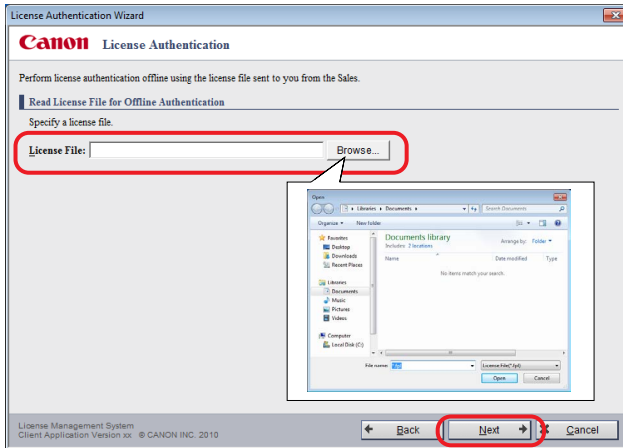 License Authentication Wizard
Canon License Authentication
Perform license authentication offline using the license file sent to you from the Sales.
Read License File for Offline Authentication
Specify a license file.
License File:
Browse...
Open
Libraries ▸ Documents ▸
Search Documents
Organize ▾ New folder
Favorites
Desktop
Downloads
Recent Places
Libraries
Documents
Music
Pictures
Videos
Computer
Local Disk (C:)
Documents library
Includes: 2 locations
Arrange by: Folder ▾
Name Date modified Type
No items match your search.
File name:
Open Cancel
License Management System
Client Application Version xx © CANON INC. 2010
Back Next Cancel